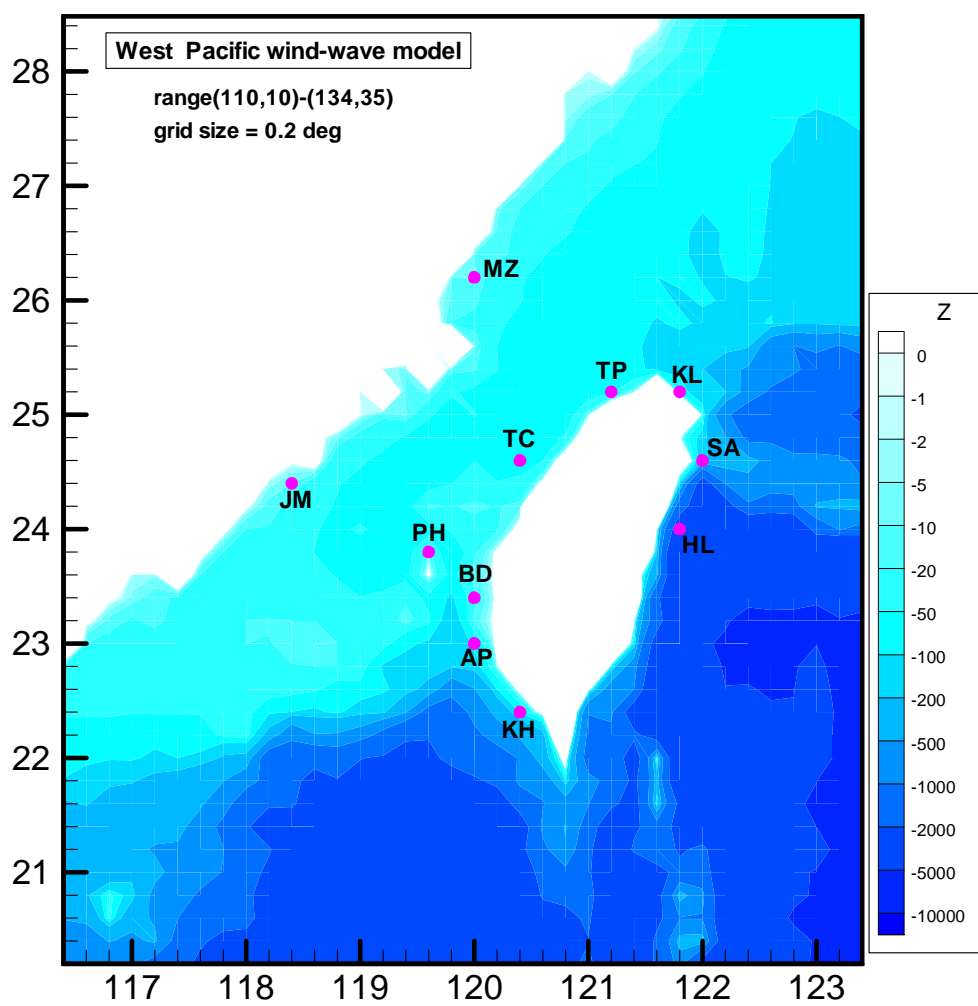 West Pacific wind-wave model
range(110,10)-(134,35)
grid size = 0.2 deg
28
27
26
25
24
23
22
21
117 118 119 120 121 122 123
MZ
TP
KL
TC
SA
JM
PH
HL
BD
AP
KH
Z
0
-1
-2
-5
-10
-20
-50
-100
-200
-500
-1000
-2000
-5000
-10000